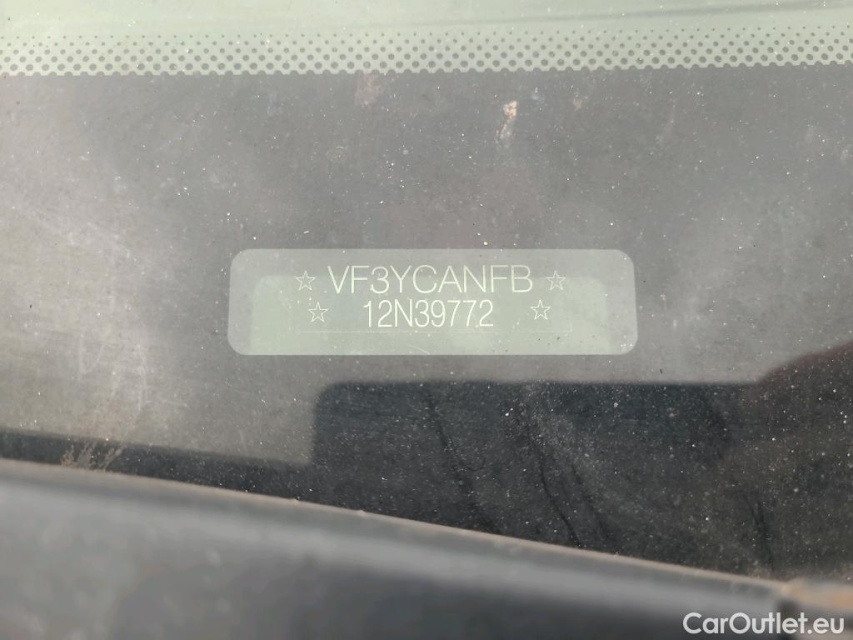 ☆ VF3YCANFB ☆
☆ 12N39772 ☆
CarOutlet.eu